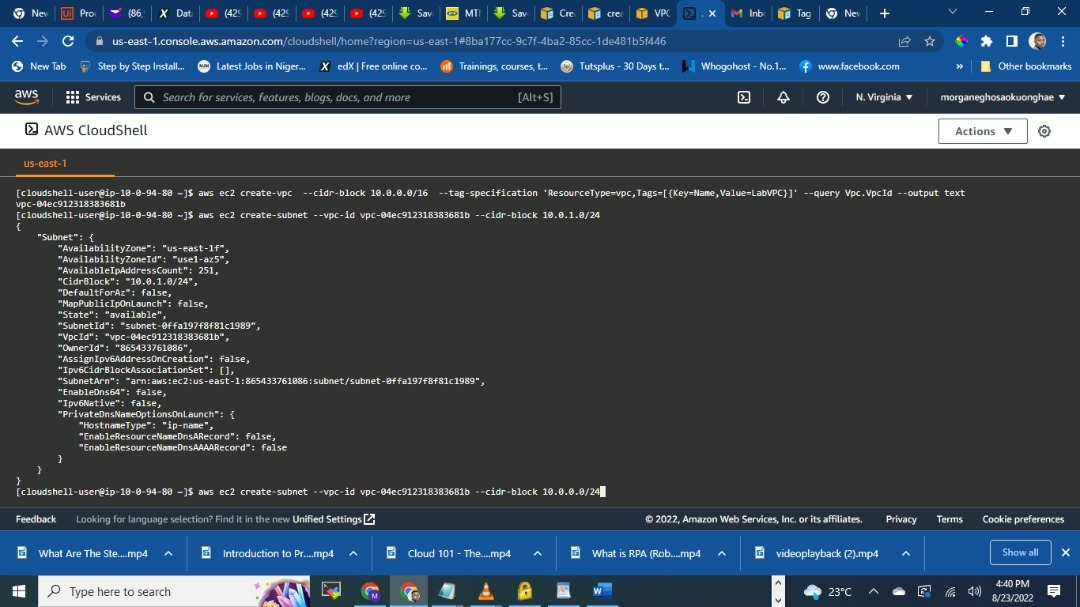 Nev
Pro
(86,
Data
(429
(429
(429
(429
Sav
MTI
Sav
Cre
cre
VPC
Inb
Tag
Nev
us-east-1.console.aws.amazon.com/cloudshell/home?region=us-east-1#8ba177cc-9c7f-4ba2-85cc-1de481b5f446
New Tab
Step by Step Install...
Latest Jobs in Niger...
edX | Free online co...
Trainings, courses, t...
Tutsplus - 30 Days t...
Whogohost - No.1...
www.facebook.com
»
Other bookmarks
aws
Services
Search for services, features, blogs, docs, and more
[Alt+S]
N. Virginia
morganeghosaokuonghae
AWS CloudShell
Actions
us-east-1
[cloudshell-user@ip-10-0-94-80 ~]$ aws ec2 create-vpc --cidr-block 10.0.0.0/16 --tag-specification 'ResourceType=vpc,Tags=[{Key=Name,Value=LabVPC}]' --query Vpc.VpcId --output text
vpc-04ec912318383681b
[cloudshell-user@ip-10-0-94-80 ~]$ aws ec2 create-subnet --vpc-id vpc-04ec912318383681b --cidr-block 10.0.1.0/24
{
"Subnet": {
"AvailabilityZone": "us-east-1f",
"AvailabilityZoneId": "use1-az5",
"AvailableIpAddressCount": 251,
"CidrBlock": "10.0.1.0/24",
"DefaultForAz": false,
"MapPublicIpOnLaunch": false,
"State": "available",
"SubnetId": "subnet-0ffa197f8f81c1989",
"VpcId": "vpc-04ec912318383681b",
"OwnerId": "865433761086",
"AssignIpv6AddressOnCreation": false,
"Ipv6CidrBlockAssociationSet": [],
"SubnetArn": "arn:aws:ec2:us-east-1:865433761086:subnet/subnet-0ffa197f8f81c1989",
"EnableDns64": false,
"Ipv6Native": false,
"PrivateDnsNameOptionsOnLaunch": {
"HostnameType": "ip-name",
"EnableResourceNameDnsARecord": false,
"EnableResourceNameDnsAAAARecord": false
}
}
}
[cloudshell-user@ip-10-0-94-80 ~]$ aws ec2 create-subnet --vpc-id vpc-04ec912318383681b --cidr-block 10.0.0.0/24
Feedback
Looking for language selection? Find it in the new Unified Settings
© 2022, Amazon Web Services, Inc. or its affiliates.
Privacy
Terms
Cookie preferences
What Are The Ste....mp4
Introduction to Pr....mp4
Cloud 101 - The....mp4
What is RPA (Rob....mp4
videoplayback (2).mp4
Show all
Type here to search
23°C
4:40 PM
8/23/2022